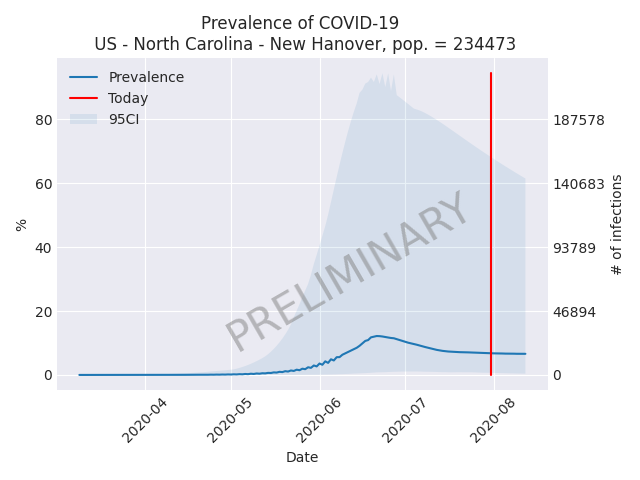 Prevalence of COVID-19
US - North Carolina - New Hanover, pop. = 234473
Prevalence
Today
95CI
80
60
40
20
0
%
187578
140683
93789
46894
0
# of infections
PRELIMINARY
2020-04
2020-05
2020-06
2020-07
2020-08
Date